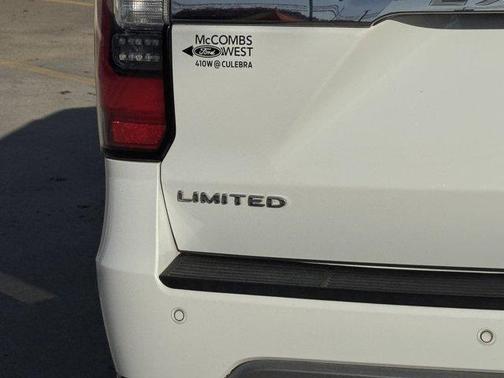 McCOMBS
Ford WEST
410W @ CULEBRA
LIMITED